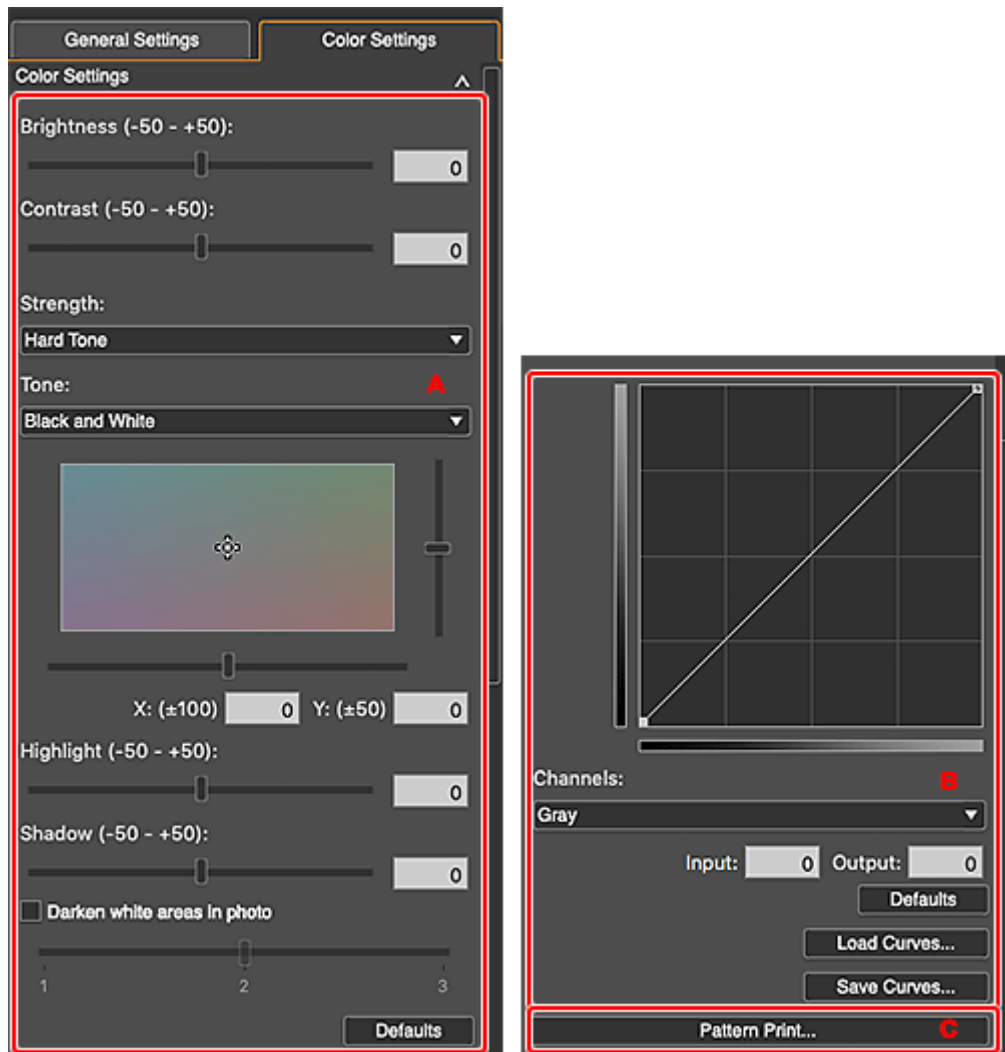 General Settings
Color Settings
Color Settings
Brightness (-50 - +50):
0
Contrast (-50 - +50):
0
Strength:
Hard Tone
Tone:
A
Black and White
X: (±100) 0 Y: (±50) 0
Highlight (-50 - +50):
0
Shadow (-50 - +50):
0
Darken white areas in photo
1 2 3
Defaults
Channels:
B
Gray
Input: 0 Output: 0
Defaults
Load Curves...
Save Curves...
Pattern Print...
C